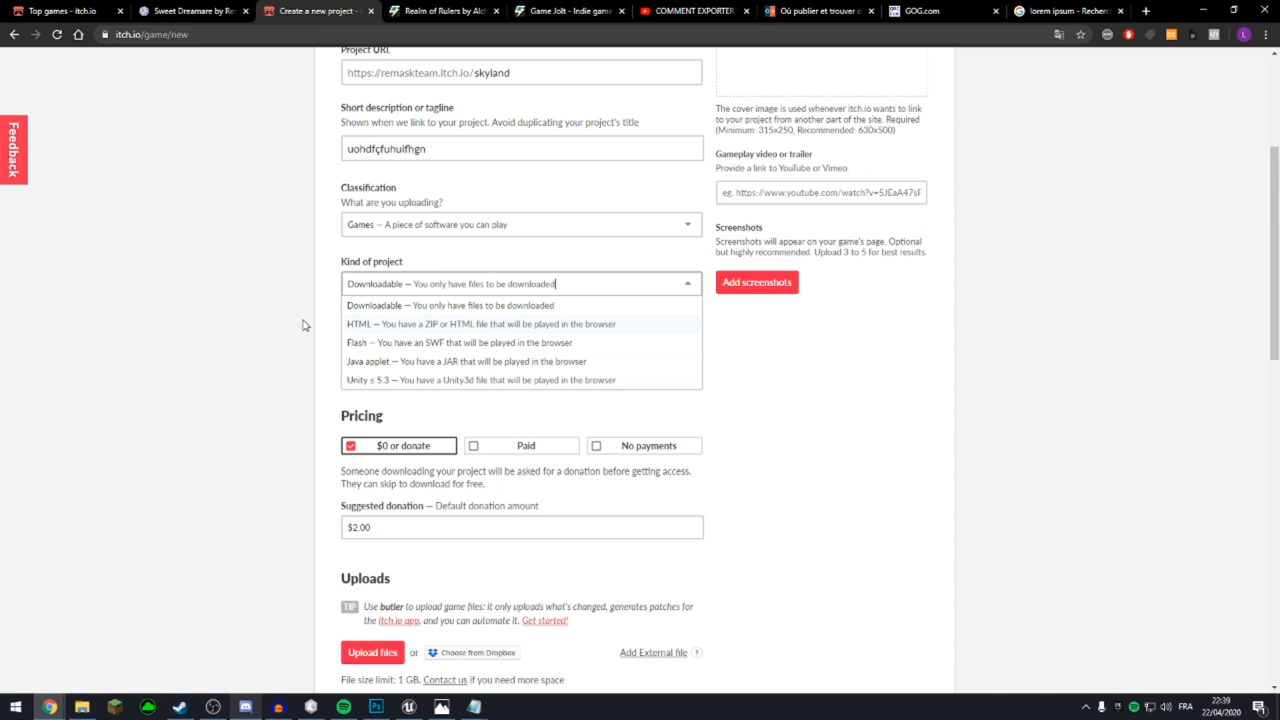 Top games - itch.io
Sweet Dreamare by Re
Create a new project -
Realm of Rulers by Alch
Game Jolt - Indie game
COMMENT EXPORTER
Où publier et trouver d
GOG.com
lorem ipsum - Recherc
itch.io/game/new
Project URL
https://remaskteam.itch.io/skyland
Short description or tagline
Shown when we link to your project. Avoid duplicating your project's title
uohdfçfuhuifhgn
Classification
What are you uploading?
Games — A piece of software you can play
Kind of project
Downloadable — You only have files to be downloaded
Downloadable — You only have files to be downloaded
HTML — You have a ZIP or HTML file that will be played in the browser
Flash — You have an SWF that will be played in the browser
Java applet — You have a JAR that will be played in the browser
Unity ≤ 5.3 — You have a Unity3d file that will be played in the browser
Pricing
$0 or donate
Paid
No payments
Someone downloading your project will be asked for a donation before getting access.
They can skip to download for free.
Suggested donation — Default donation amount
$2.00
Uploads
TIP Use butler to upload game files: it only uploads what's changed, generates patches for
the itch.io app, and you can automate it. Get started!
Upload files or Choose from Dropbox
Add External file ?
File size limit: 1 GB. Contact us if you need more space
The cover image is used whenever itch.io wants to link
to your project from another part of the site. Required
(Minimum: 315x250, Recommended: 630x500)
Gameplay video or trailer
Provide a link to YouTube or Vimeo.
eg. https://www.youtube.com/watch?v=5JEaA47sF
Screenshots
Screenshots will appear on your game's page. Optional
but highly recommended. Upload 3 to 5 for best results.
Add screenshots
Feedback
FRA
22:39
22/04/2020